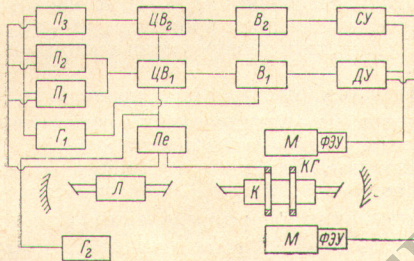 П₃ ЦВ₂ В₂ СУ
П₂
ЦВ₁ В₁ ДУ
П₁
Г₁ Пе
М ФЭУ
КГ
Л К
М ФЭУ
Г₂